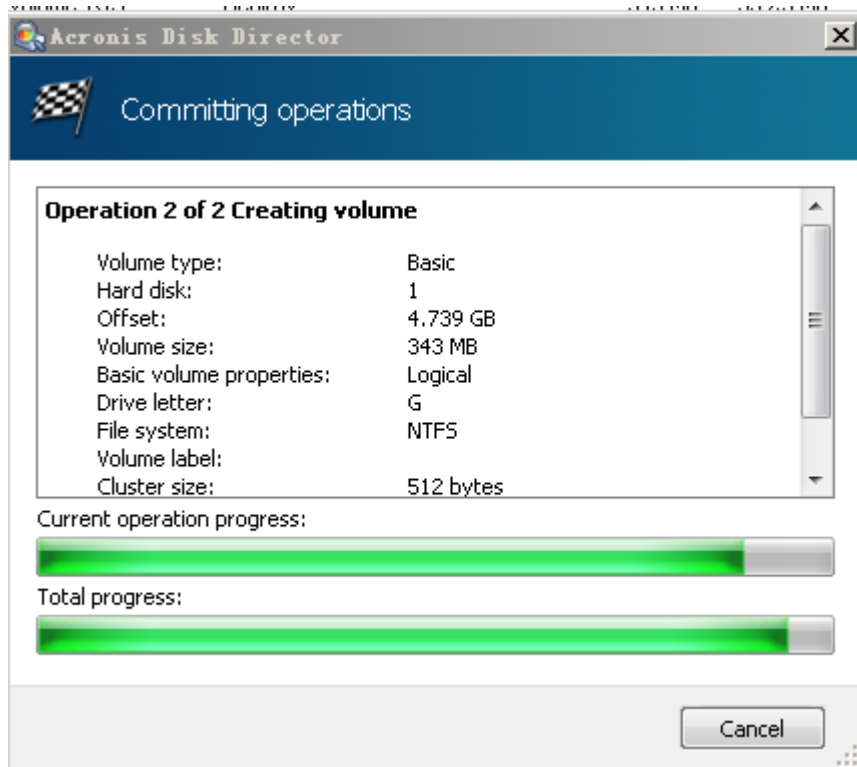 Acronis Disk Director
Committing operations
Operation 2 of 2 Creating volume
Volume type: Basic
Hard disk: 1
Offset: 4.739 GB
Volume size: 343 MB
Basic volume properties: Logical
Drive letter: G
File system: NTFS
Volume label:
Cluster size: 512 bytes
Current operation progress:
Total progress:
Cancel